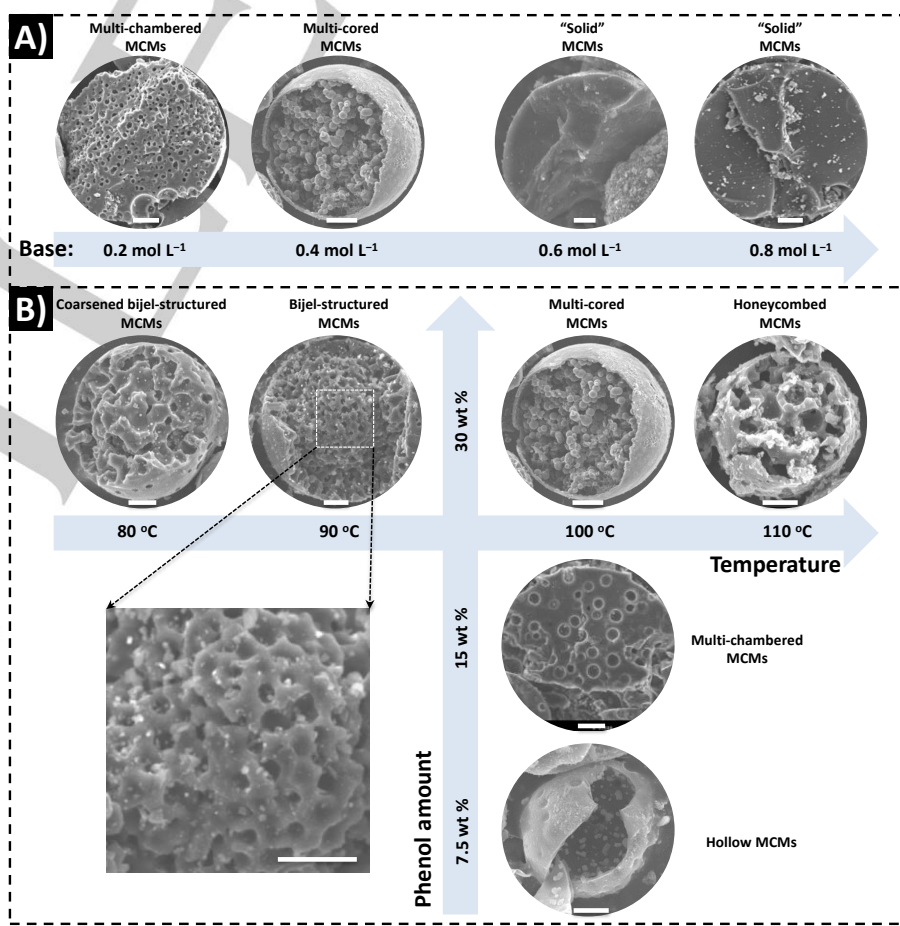 A)
Multi-chambered
MCMs
Multi-cored
MCMs
“Solid”
MCMs
“Solid”
MCMs
Base:
0.2 mol L⁻¹
0.4 mol L⁻¹
0.6 mol L⁻¹
0.8 mol L⁻¹
B)
Coarsened bijel-structured
MCMs
Bijel-structured
MCMs
Multi-cored
MCMs
Honeycombed
MCMs
30 wt %
80 °C
90 °C
100 °C
110 °C
Temperature
15 wt %
Multi-chambered
MCMs
Phenol amount
7.5 wt %
Hollow MCMs